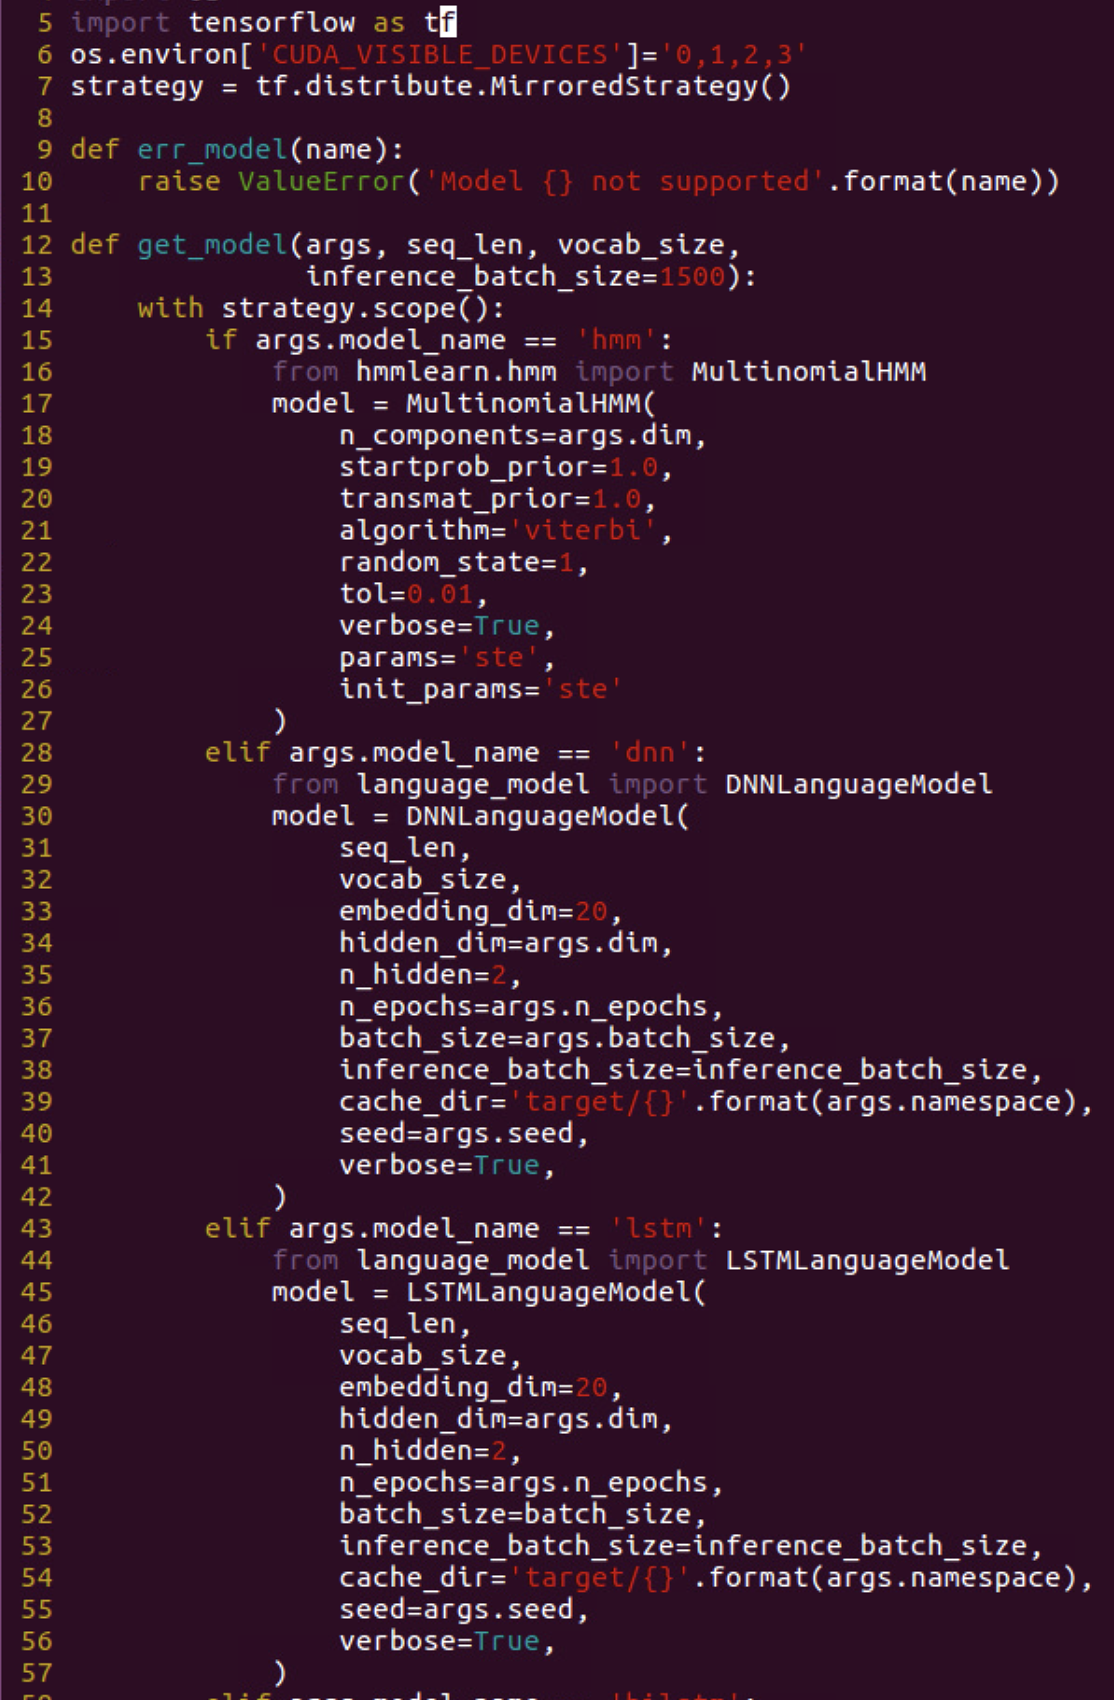 5 import tensorflow as tf
6 os.environ['CUDA_VISIBLE_DEVICES']='0,1,2,3'
7 strategy = tf.distribute.MirroredStrategy()
8
9 def err_model(name):
10     raise ValueError('Model {} not supported'.format(name))
11
12 def get_model(args, seq_len, vocab_size,
13               inference_batch_size=1500):
14     with strategy.scope():
15         if args.model_name == 'hmm':
16             from hmmlearn.hmm import MultinomialHMM
17             model = MultinomialHMM(
18                 n_components=args.dim,
19                 startprob_prior=1.0,
20                 transmat_prior=1.0,
21                 algorithm='viterbi',
22                 random_state=1,
23                 tol=0.01,
24                 verbose=True,
25                 params='ste',
26                 init_params='ste'
27             )
28         elif args.model_name == 'dnn':
29             from language_model import DNNLanguageModel
30             model = DNNLanguageModel(
31                 seq_len,
32                 vocab_size,
33                 embedding_dim=20,
34                 hidden_dim=args.dim,
35                 n_hidden=2,
36                 n_epochs=args.n_epochs,
37                 batch_size=args.batch_size,
38                 inference_batch_size=inference_batch_size,
39                 cache_dir='target/{}'.format(args.namespace),
40                 seed=args.seed,
41                 verbose=True,
42             )
43         elif args.model_name == 'lstm':
44             from language_model import LSTMLanguageModel
45             model = LSTMLanguageModel(
46                 seq_len,
47                 vocab_size,
48                 embedding_dim=20,
49                 hidden_dim=args.dim,
50                 n_hidden=2,
51                 n_epochs=args.n_epochs,
52                 batch_size=batch_size,
53                 inference_batch_size=inference_batch_size,
54                 cache_dir='target/{}'.format(args.namespace),
55                 seed=args.seed,
56                 verbose=True,
57             )